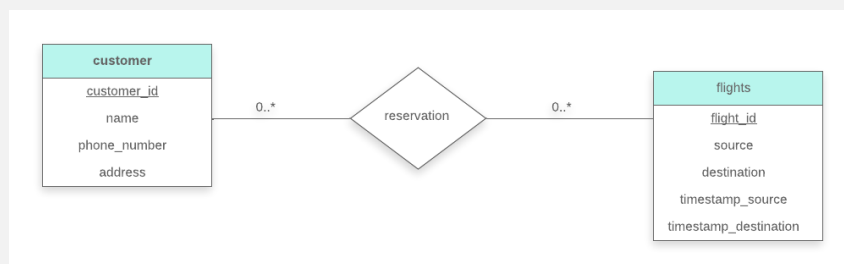 customer
customer_id
name
phone_number
address
0..*
reservation
0..*
flights
flight_id
source
destination
timestamp_source
timestamp_destination